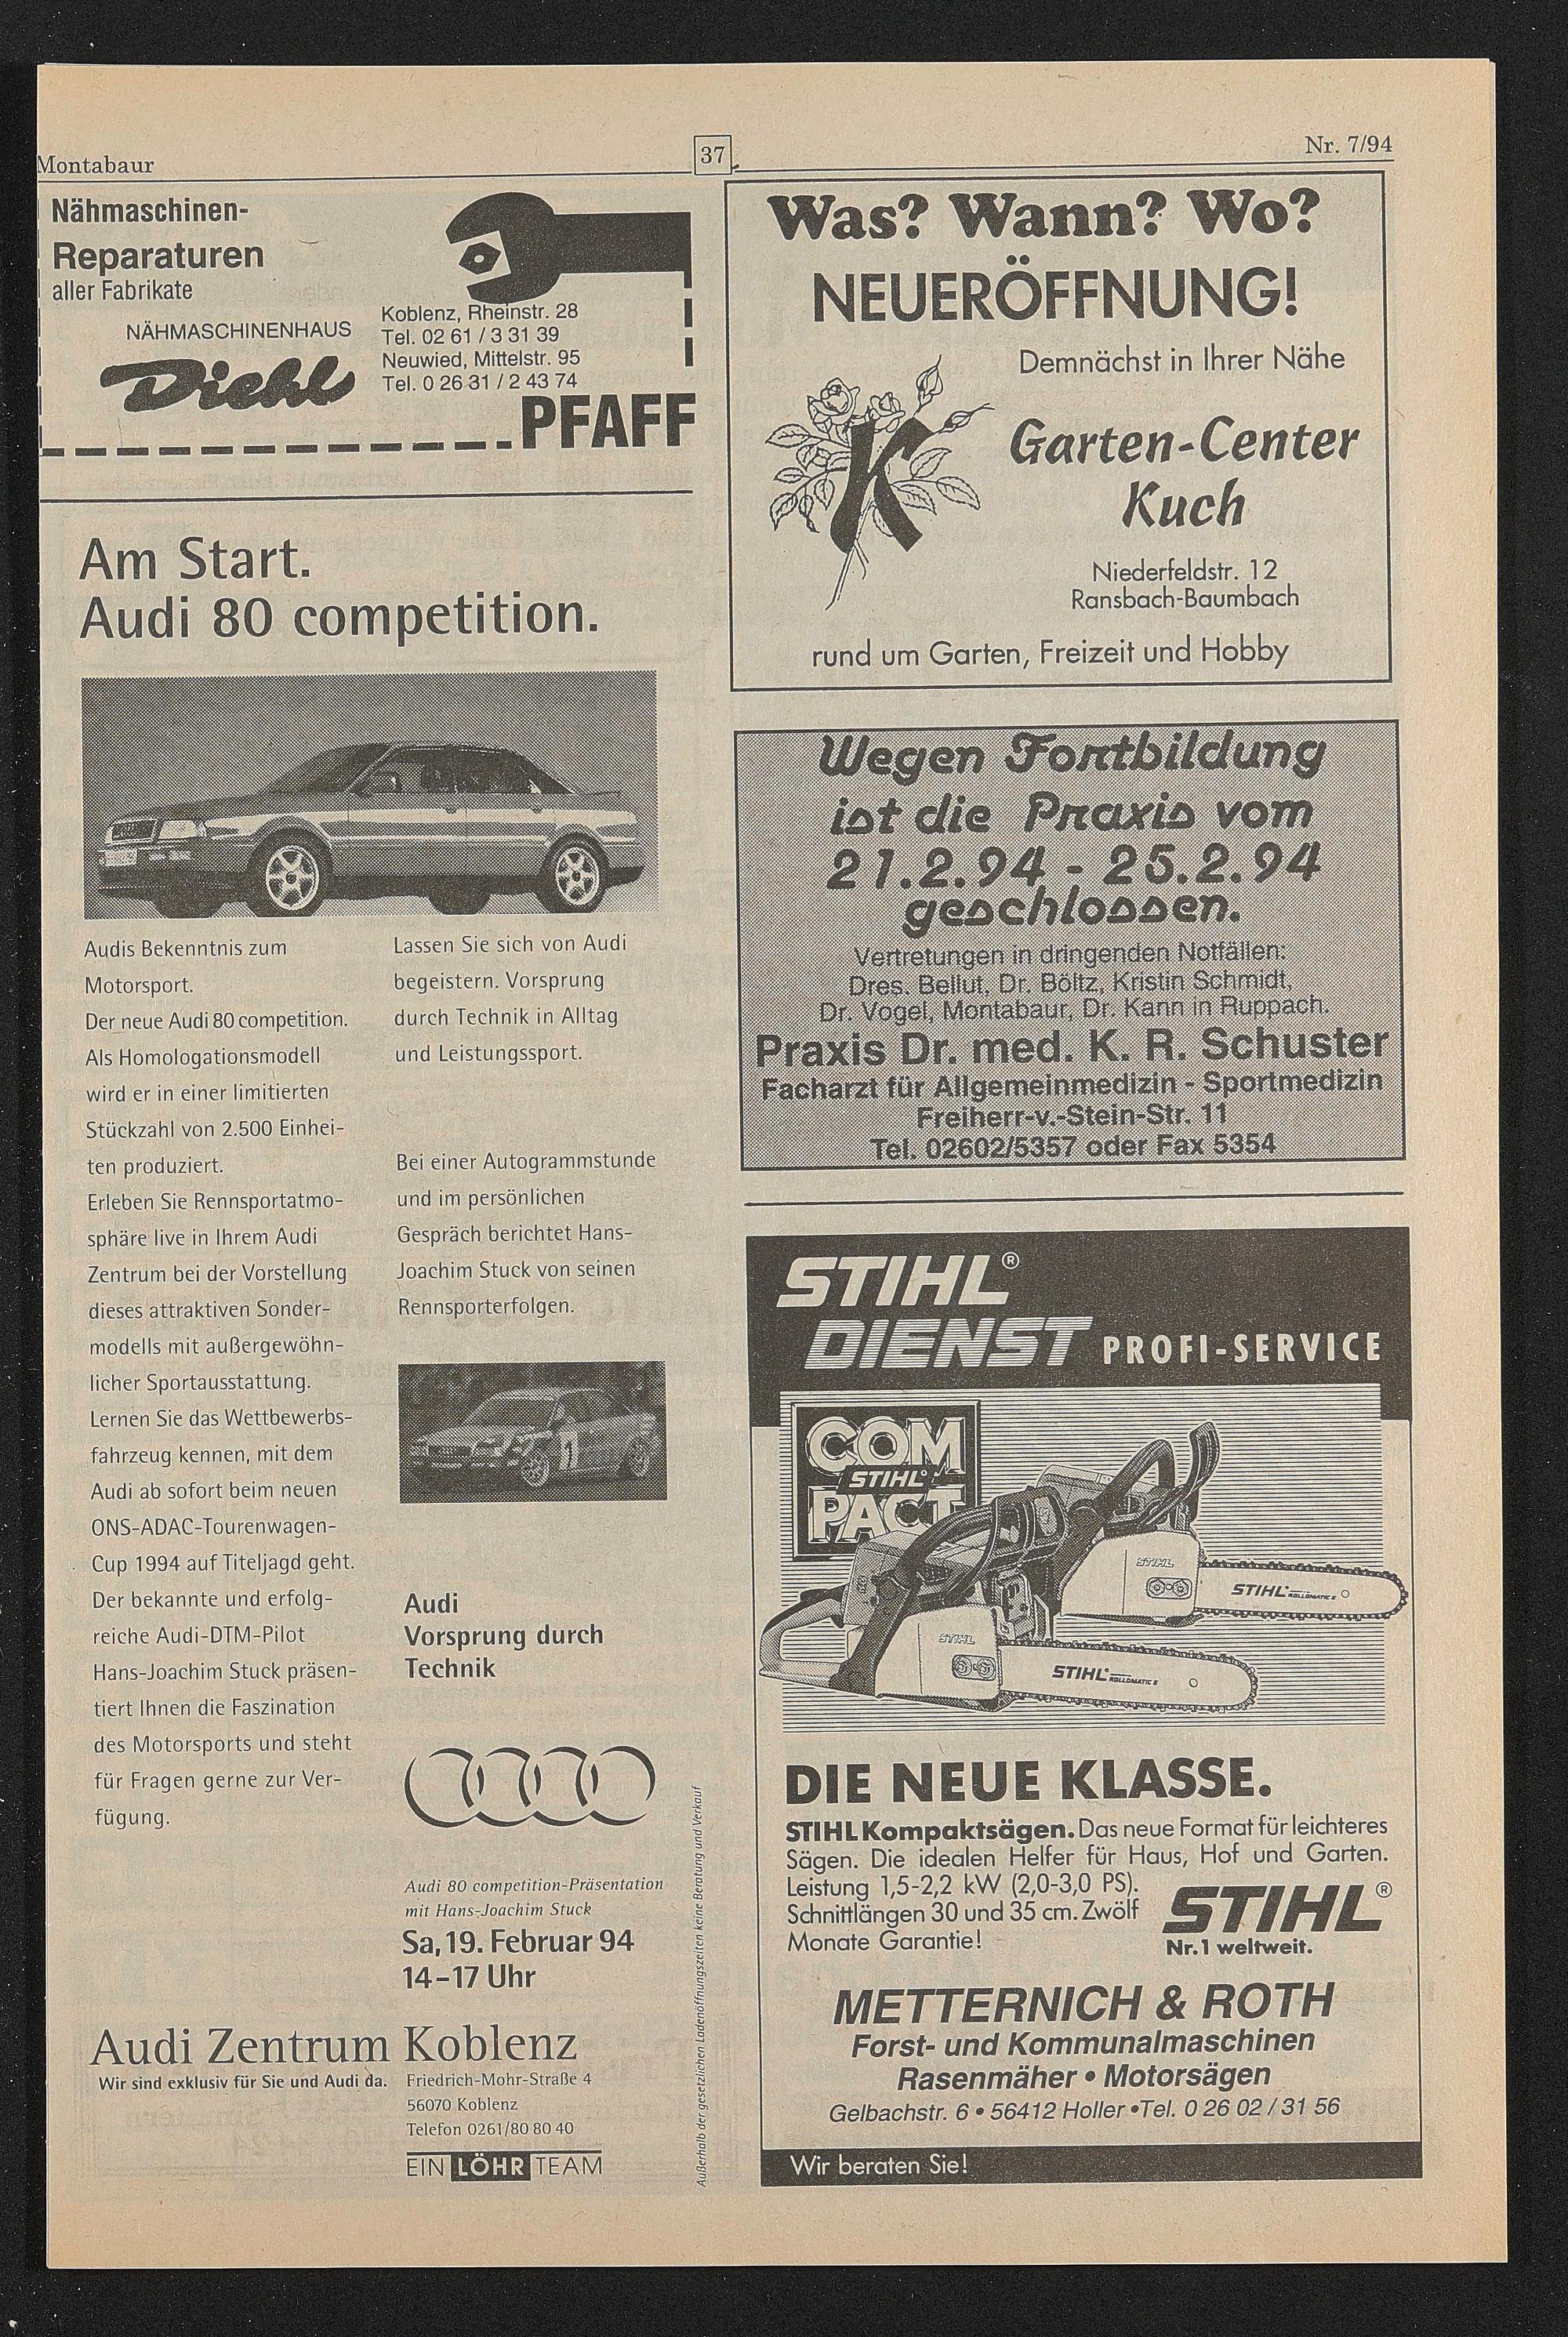 Montabaur
37
Nr. 7/94
Nähmaschinen-
Reparaturen
aller Fabrikate
NÄHMASCHINENHAUS
Diehl
Koblenz, Rheinstr. 28
Tel. 02 61 / 3 31 39
Neuwied, Mittelstr. 95
Tel. 0 26 31 / 2 43 74
PFAFF
Am Start.
Audi 80 competition.
Audis Bekenntnis zum
Motorsport.
Der neue Audi 80 competition.
Als Homologationsmodell
wird er in einer limitierten
Stückzahl von 2.500 Einhei-
ten produziert.
Erleben Sie Rennsportatmo-
sphäre live in Ihrem Audi
Zentrum bei der Vorstellung
dieses attraktiven Sonder-
modells mit außergewöhn-
licher Sportausstattung.
Lernen Sie das Wettbewerbs-
fahrzeug kennen, mit dem
Audi ab sofort beim neuen
ONS-ADAC-Tourenwagen-
Cup 1994 auf Titeljagd geht.
Der bekannte und erfolg-
reiche Audi-DTM-Pilot
Hans-Joachim Stuck präsen-
tiert Ihnen die Faszination
des Motorsports und steht
für Fragen gerne zur Ver-
fügung.
Lassen Sie sich von Audi
begeistern. Vorsprung
durch Technik in Alltag
und Leistungssport.
Bei einer Autogrammstunde
und im persönlichen
Gespräch berichtet Hans-
Joachim Stuck von seinen
Rennsporterfolgen.
1
Audi
Vorsprung durch
Technik
Audi 80 competition-Präsentation
mit Hans-Joachim Stuck
Sa, 19. Februar 94
14-17 Uhr
Audi Zentrum Koblenz
Wir sind exklusiv für Sie und Audi da.
Friedrich-Mohr-Straße 4
56070 Koblenz
Telefon 0261/80 80 40
EIN LÖHR TEAM
Außerhalb der gesetzlichen Ladenöffnungszeiten keine Beratung und Verkauf
Was? Wann? Wo?
NEUERÖFFNUNG!
Demnächst in Ihrer Nähe
K
Garten-Center
Kuch
Niederfeldstr. 12
Ransbach-Baumbach
rund um Garten, Freizeit und Hobby
Wegen Fortbildung
ist die Praxis vom
21.2.94 - 25.2.94
geschlossen.
Vertretungen in dringenden Notfällen:
Dres. Bellut, Dr. Böltz, Kristin Schmidt,
Dr. Vogel, Montabaur, Dr. Kann in Ruppach.
Praxis Dr. med. K. R. Schuster
Facharzt für Allgemeinmedizin - Sportmedizin
Freiherr-v.-Stein-Str. 11
Tel. 02602/5357 oder Fax 5354
STIHL®
DIENST PROFI-SERVICE
COM
STIHL®
PACT
STIHL
STIHL® ROLLOMATIC E
STIHL
STIHL® ROLLOMATIC E
DIE NEUE KLASSE.
STIHL Kompaktsägen. Das neue Format für leichteres
Sägen. Die idealen Helfer für Haus, Hof und Garten.
Leistung 1,5-2,2 kW (2,0-3,0 PS).
Schnittlängen 30 und 35 cm. Zwölf
Monate Garantie!
STIHL®
Nr. 1 weltweit.
METTERNICH & ROTH
Forst- und Kommunalmaschinen
Rasenmäher • Motorsägen
Gelbachstr. 6 • 56412 Holler • Tel. 0 26 02 / 31 56
Wir beraten Sie!